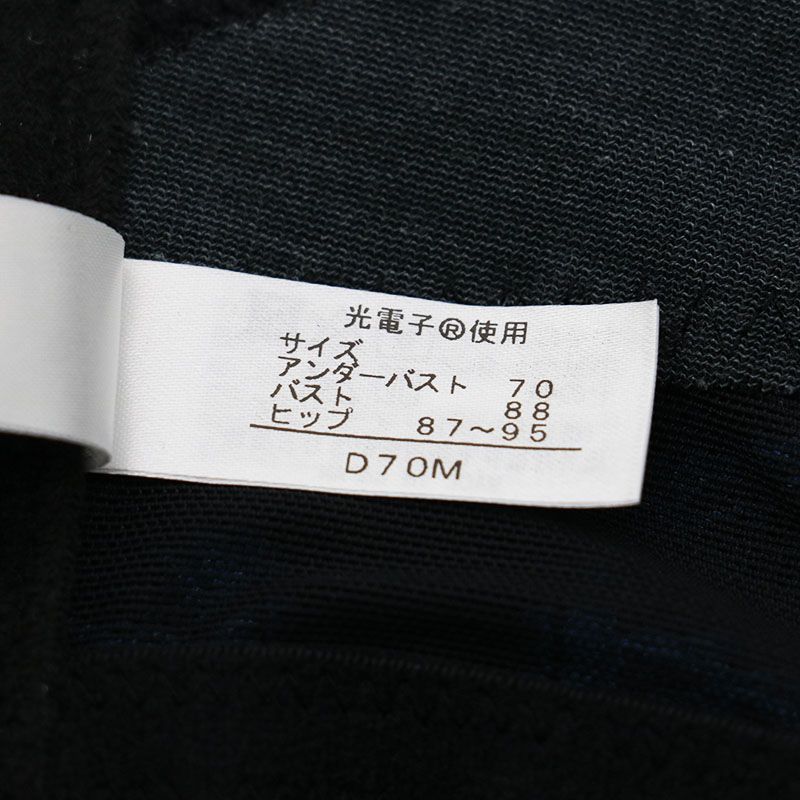 光電子®使用
サイズ
アンダーバスト 70
バスト 88
ヒップ 87~95
D70M